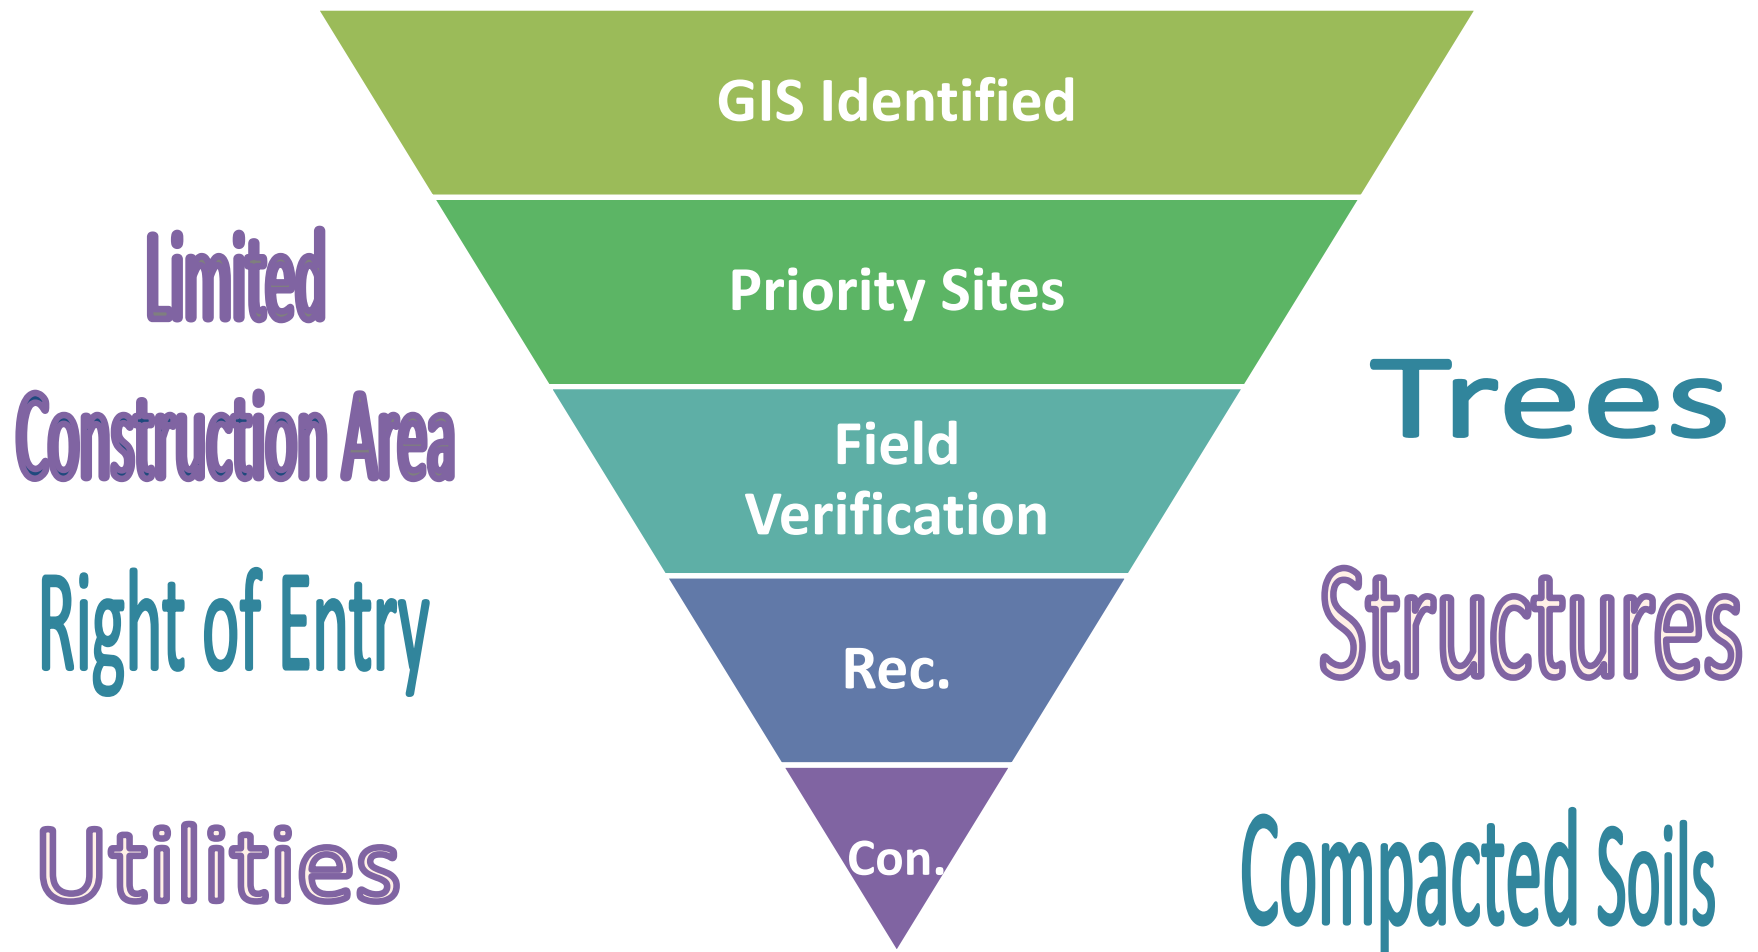 GIS Identified
Priority Sites
Field
Verification
Rec.
Con.
Limited
Construction Area
Right of Entry
Utilities
Trees
Structures
Compacted Soils